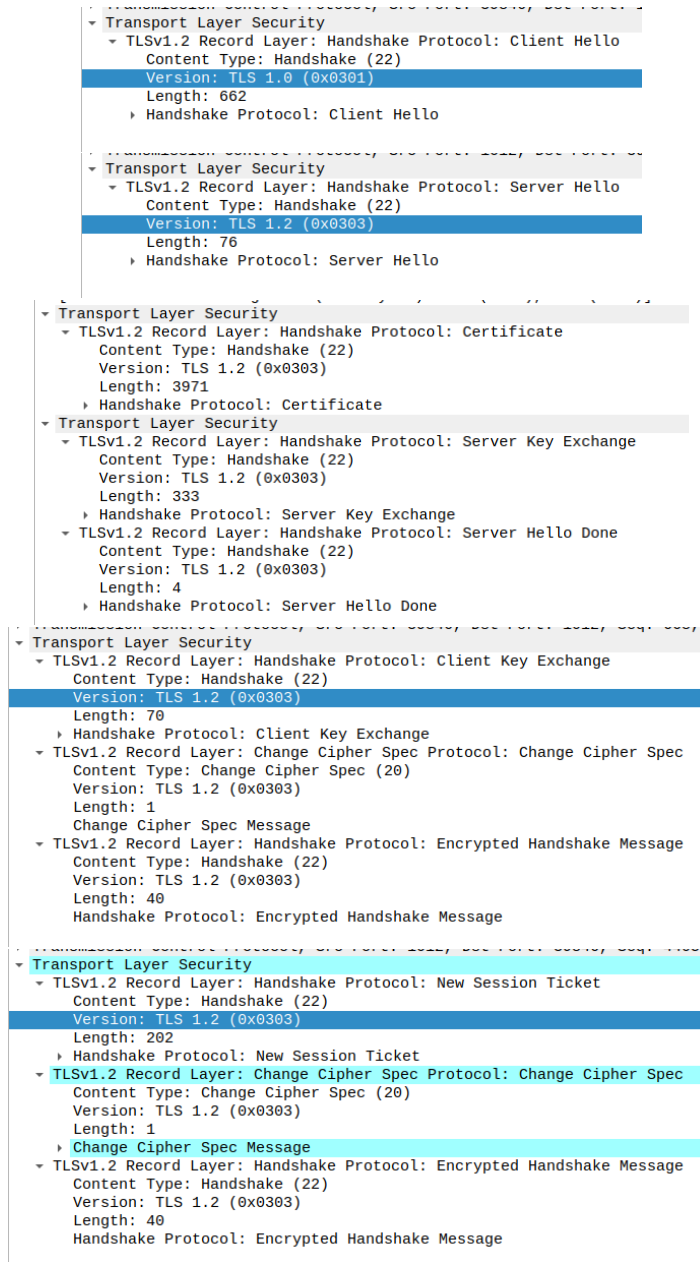 Transport Layer Security
TLSv1.2 Record Layer: Handshake Protocol: Client Hello
Content Type: Handshake (22)
Version: TLS 1.0 (0x0301)
Length: 662
Handshake Protocol: Client Hello
Transport Layer Security
TLSv1.2 Record Layer: Handshake Protocol: Server Hello
Content Type: Handshake (22)
Version: TLS 1.2 (0x0303)
Length: 76
Handshake Protocol: Server Hello
Transport Layer Security
TLSv1.2 Record Layer: Handshake Protocol: Certificate
Content Type: Handshake (22)
Version: TLS 1.2 (0x0303)
Length: 3971
Handshake Protocol: Certificate
Transport Layer Security
TLSv1.2 Record Layer: Handshake Protocol: Server Key Exchange
Content Type: Handshake (22)
Version: TLS 1.2 (0x0303)
Length: 333
Handshake Protocol: Server Key Exchange
TLSv1.2 Record Layer: Handshake Protocol: Server Hello Done
Content Type: Handshake (22)
Version: TLS 1.2 (0x0303)
Length: 4
Handshake Protocol: Server Hello Done
Transport Layer Security
TLSv1.2 Record Layer: Handshake Protocol: Client Key Exchange
Content Type: Handshake (22)
Version: TLS 1.2 (0x0303)
Length: 70
Handshake Protocol: Client Key Exchange
TLSv1.2 Record Layer: Change Cipher Spec Protocol: Change Cipher Spec
Content Type: Change Cipher Spec (20)
Version: TLS 1.2 (0x0303)
Length: 1
Change Cipher Spec Message
TLSv1.2 Record Layer: Handshake Protocol: Encrypted Handshake Message
Content Type: Handshake (22)
Version: TLS 1.2 (0x0303)
Length: 40
Handshake Protocol: Encrypted Handshake Message
Transport Layer Security
TLSv1.2 Record Layer: Handshake Protocol: New Session Ticket
Content Type: Handshake (22)
Version: TLS 1.2 (0x0303)
Length: 202
Handshake Protocol: New Session Ticket
TLSv1.2 Record Layer: Change Cipher Spec Protocol: Change Cipher Spec
Content Type: Change Cipher Spec (20)
Version: TLS 1.2 (0x0303)
Length: 1
Change Cipher Spec Message
TLSv1.2 Record Layer: Handshake Protocol: Encrypted Handshake Message
Content Type: Handshake (22)
Version: TLS 1.2 (0x0303)
Length: 40
Handshake Protocol: Encrypted Handshake Message